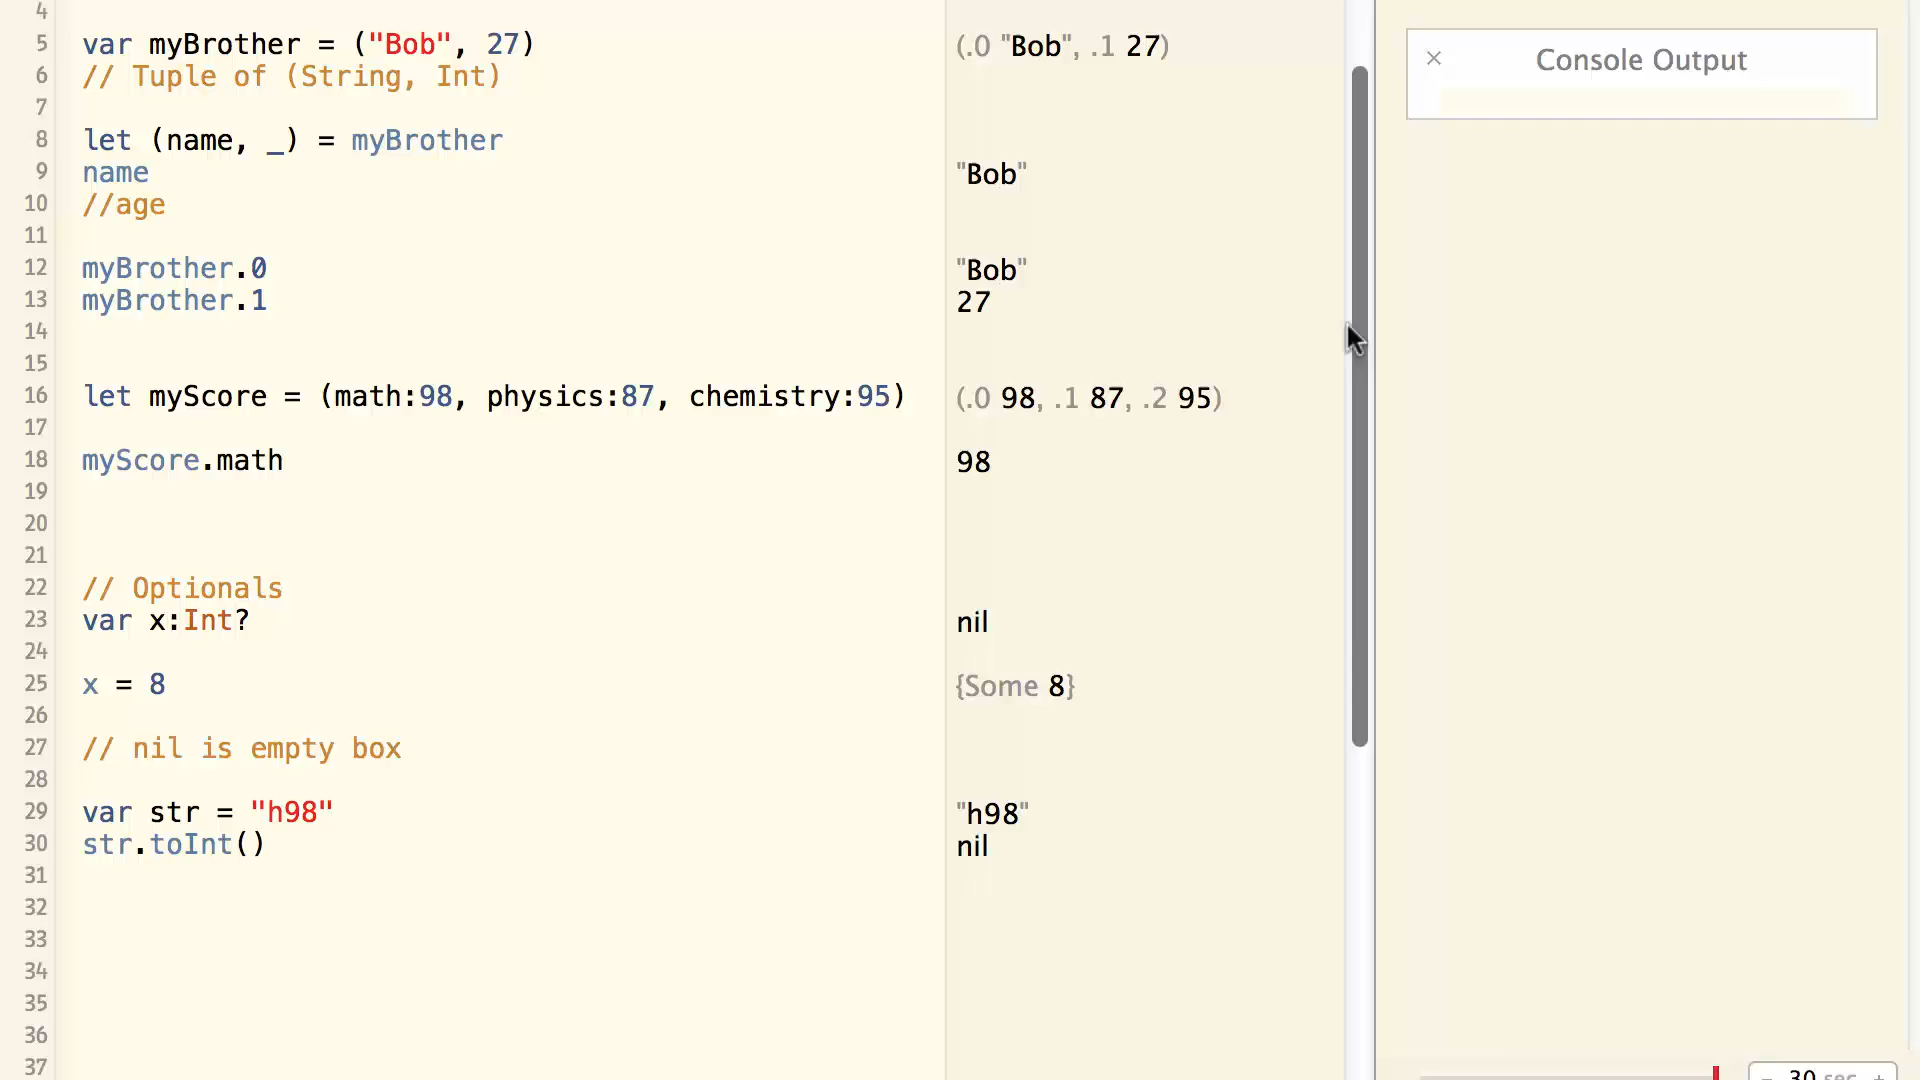 4
5 var myBrother = ("Bob", 27) (.0 "Bob", .1 27)
6 // Tuple of (String, Int)
7
8 let (name, _) = myBrother
9 name "Bob"
10 //age
11
12 myBrother.0 "Bob"
13 myBrother.1 27
14
15
16 let myScore = (math:98, physics:87, chemistry:95) (.0 98, .1 87, .2 95)
17
18 myScore.math 98
19
20
21
22 // Optionals
23 var x:Int? nil
24
25 x = 8 {Some 8}
26
27 // nil is empty box
28
29 var str = "h98" "h98"
30 str.toInt() nil
31
32
33
34
35
36
37
× Console Output
- 30 sec +